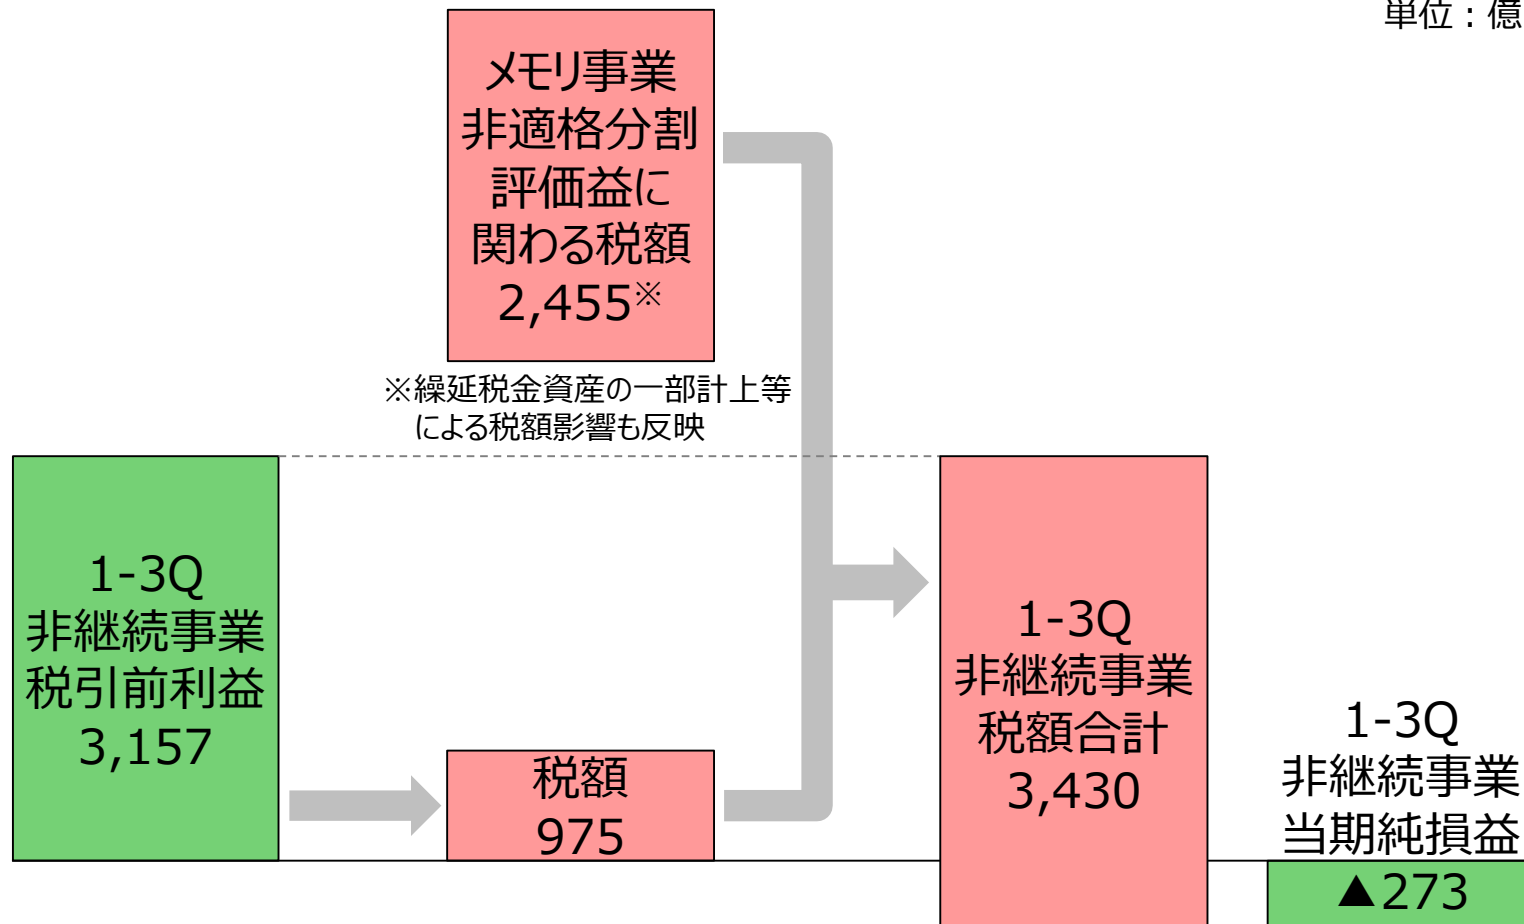 単位：億
メモリ事業
非適格分割
評価益に
関わる税額
2,455※
※繰延税金資産の一部計上等
による税額影響も反映
1-3Q
非継続事業
税引前利益
3,157
税額
975
1-3Q
非継続事業
税額合計
3,430
1-3Q
非継続事業
当期純損益
▲273